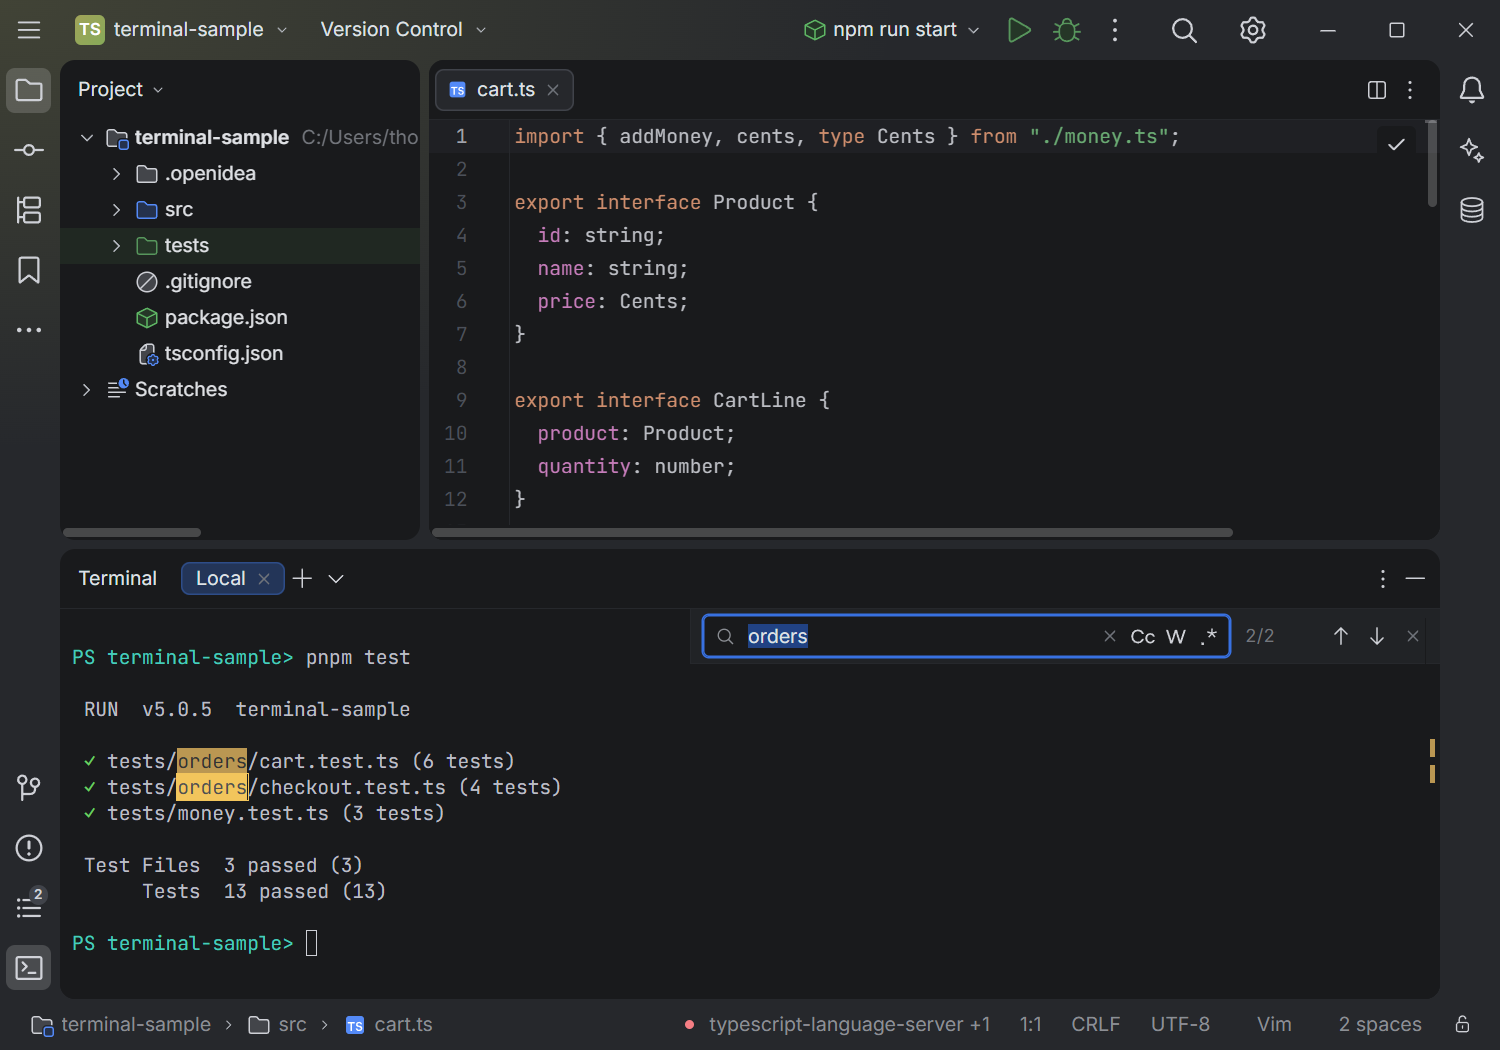 TS terminal-sample Version Control npm run start
Project
terminal-sample C:/Users/tho
.openidea
src
tests
.gitignore
package.json
tsconfig.json
Scratches
TS cart.ts
1 import { addMoney, cents, type Cents } from "./money.ts";
2
3 export interface Product {
4 id: string;
5 name: string;
6 price: Cents;
7 }
8
9 export interface CartLine {
10 product: Product;
11 quantity: number;
12 }
Terminal Local
orders Cc W .* 2/2
PS terminal-sample> pnpm test
RUN v5.0.5 terminal-sample
✓ tests/orders/cart.test.ts (6 tests)
✓ tests/orders/checkout.test.ts (4 tests)
✓ tests/money.test.ts (3 tests)
Test Files 3 passed (3)
Tests 13 passed (13)
PS terminal-sample>
2
terminal-sample › src › TS cart.ts typescript-language-server +1 1:1 CRLF UTF-8 Vim 2 spaces